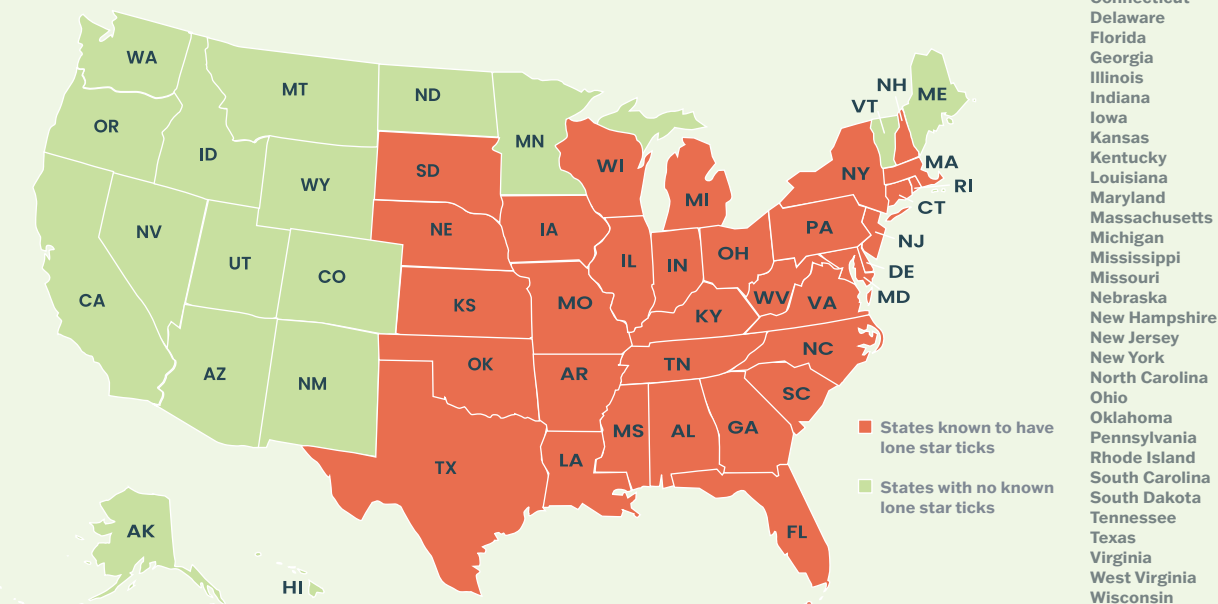 WA
MT
ND
MN
OR
ID
WY
SD
WI
MI
NH
VT
ME
NY
MA
RI
CT
NV
UT
CO
CA
NE
IA
IL
IN
OH
PA
NJ
DE
MD
KS
MO
WV
VA
KY
AZ
NM
OK
AR
TN
NC
SC
TX
LA
MS
AL
GA
FL
AK
HI
States known to have
lone star ticks
States with no known
lone star ticks
Connecticut
Delaware
Florida
Georgia
Illinois
Indiana
Iowa
Kansas
Kentucky
Louisiana
Maryland
Massachusetts
Michigan
Mississippi
Missouri
Nebraska
New Hampshire
New Jersey
New York
North Carolina
Ohio
Oklahoma
Pennsylvania
Rhode Island
South Carolina
South Dakota
Tennessee
Texas
Virginia
West Virginia
Wisconsin